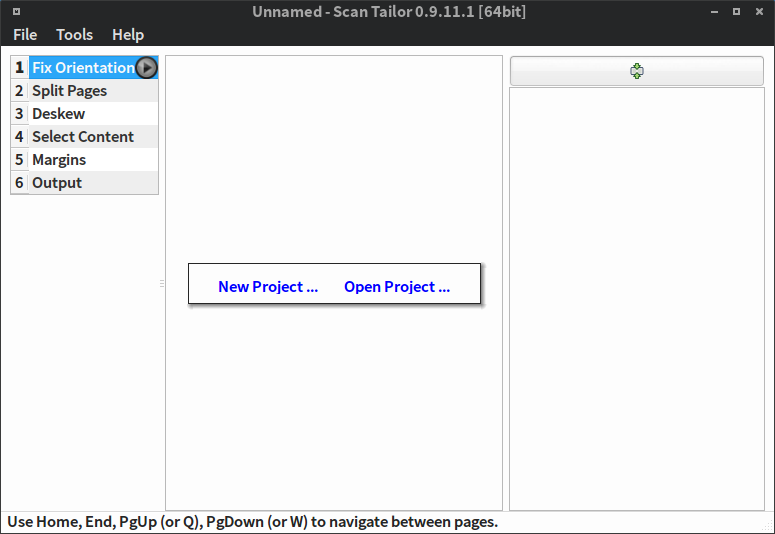 Unnamed - Scan Tailor 0.9.11.1 [64bit]
File Tools Help
1 Fix Orientation
2 Split Pages
3 Deskew
4 Select Content
5 Margins
6 Output
New Project ... Open Project ...
Use Home, End, PgUp (or Q), PgDown (or W) to navigate between pages.